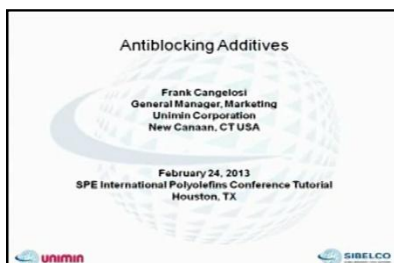 Antiblocking Additives
Frank Cangelosi
General Manager, Marketing
Unimin Corporation
New Canaan, CT USA
February 24, 2013
SPE International Polyolefins Conference Tutorial
Houston, TX
unimin
SIBELCO